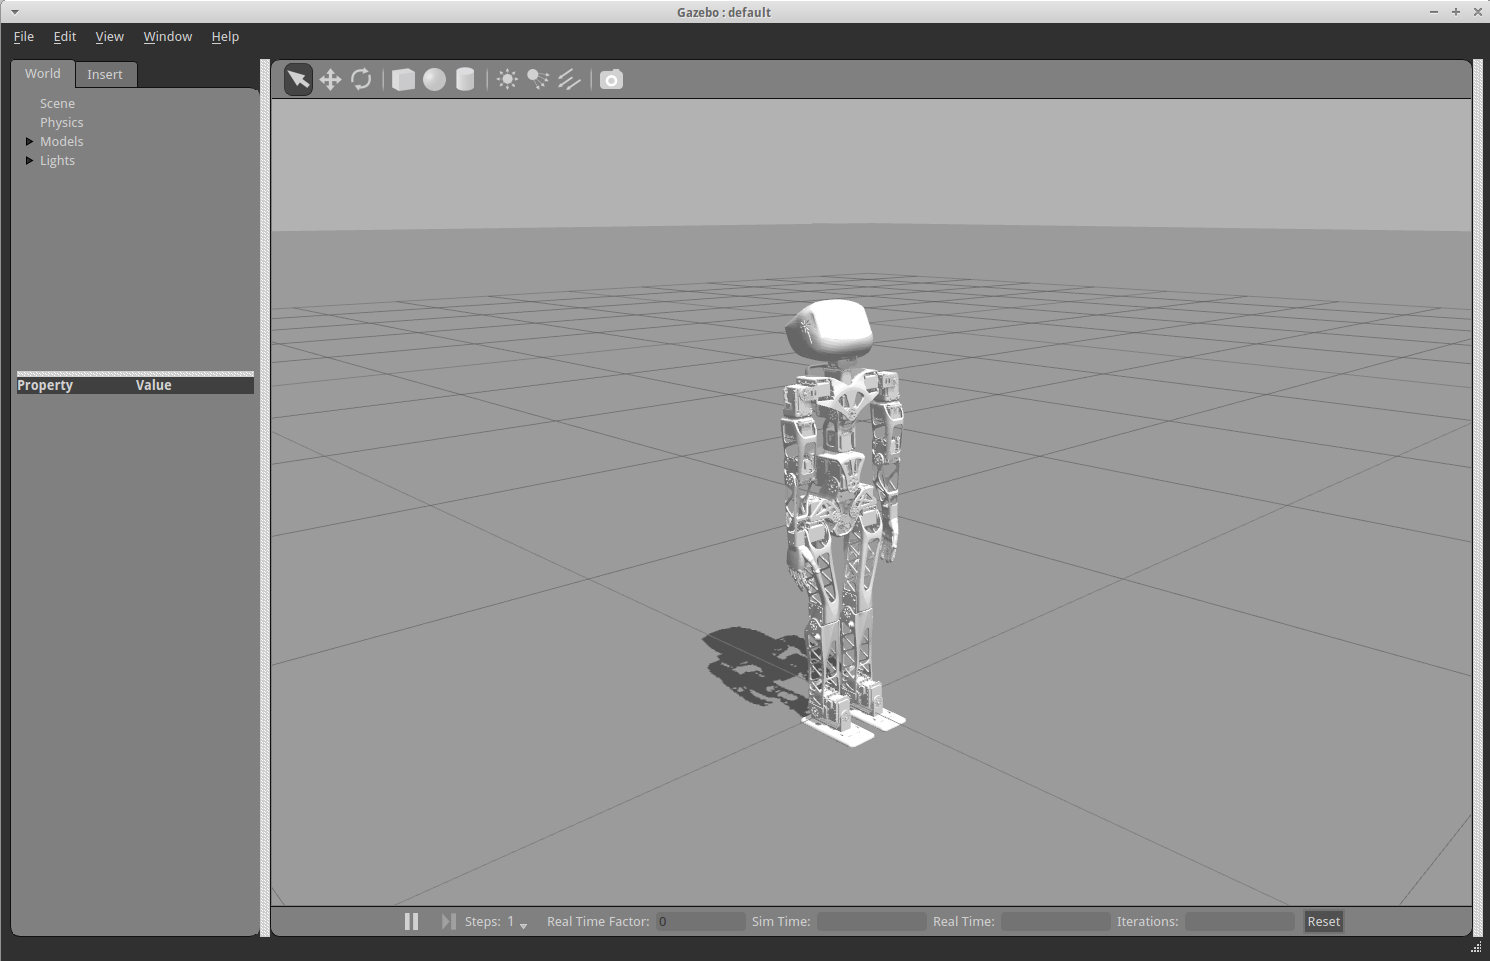 Gazebo : default
File Edit View Window Help
World Insert
Scene
Physics
Models
Lights
Property Value
Steps: 1 Real Time Factor: 0 Sim Time: Real Time: Iterations: Reset